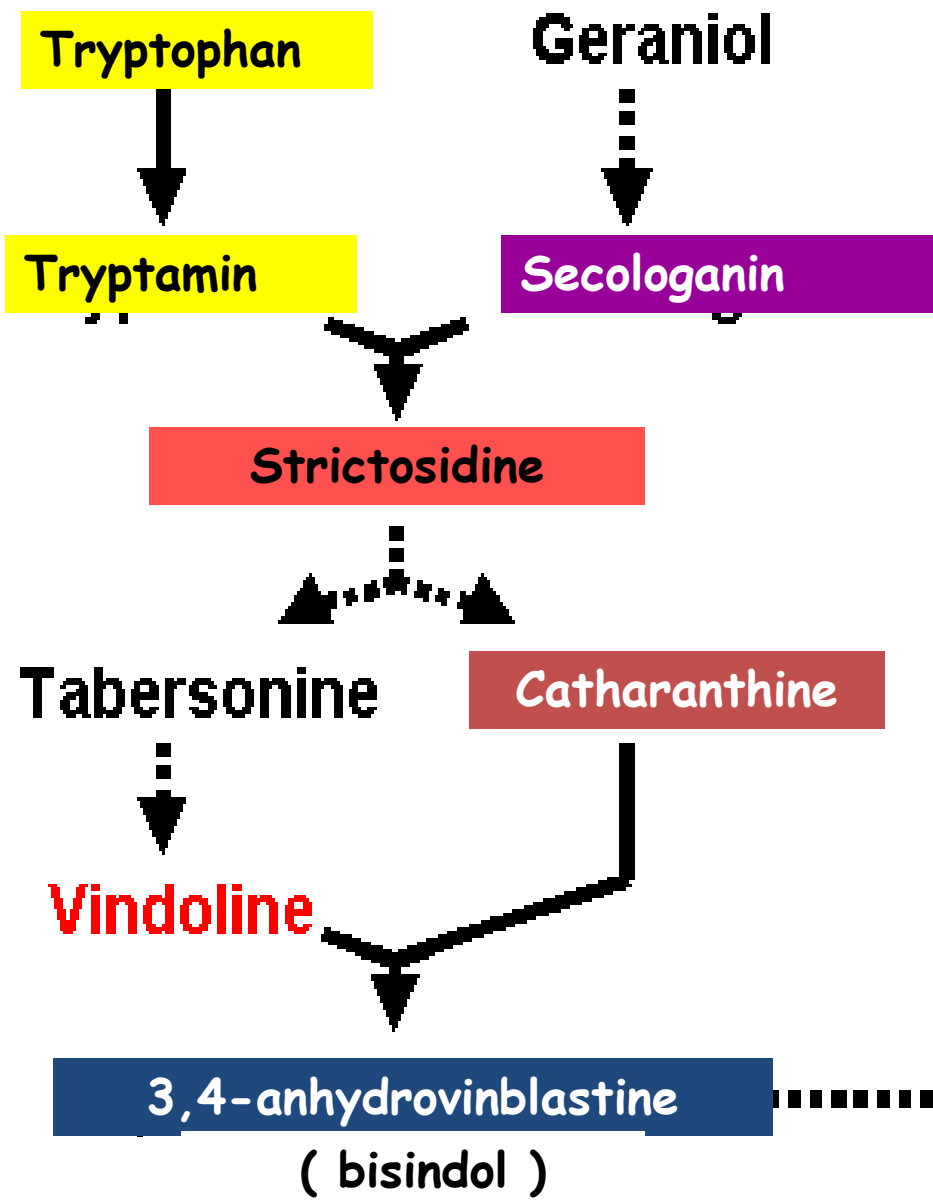 Tryptophan
Geraniol
Tryptamin
Secologanin
Strictosidine
Tabersonine
Catharanthine
Vindoline
3,4-anhydrovinblastine
( bisindol )